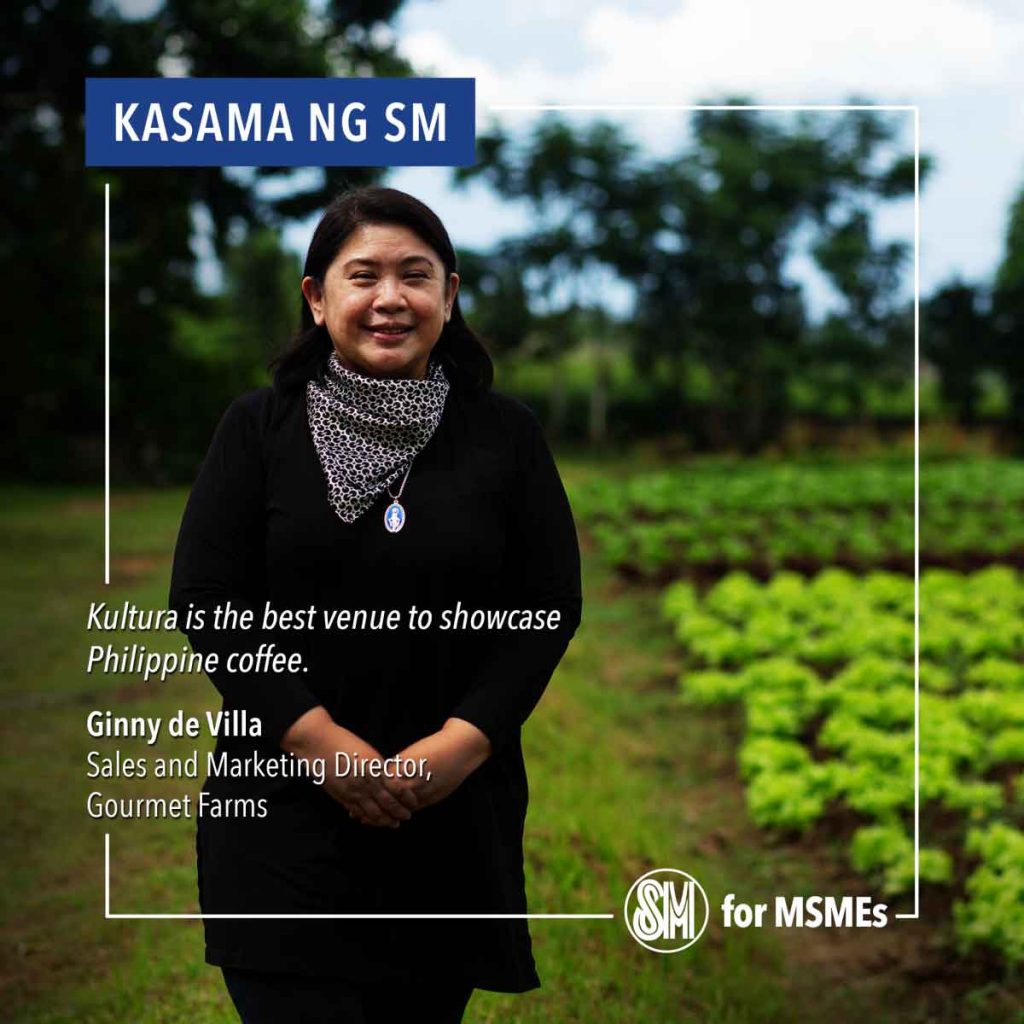 KASAMA NG SM
Kultura is the best venue to showcase
Philippine coffee.
Ginny de Villa
Sales and Marketing Director,
Gourmet Farms
SM for MSMEs